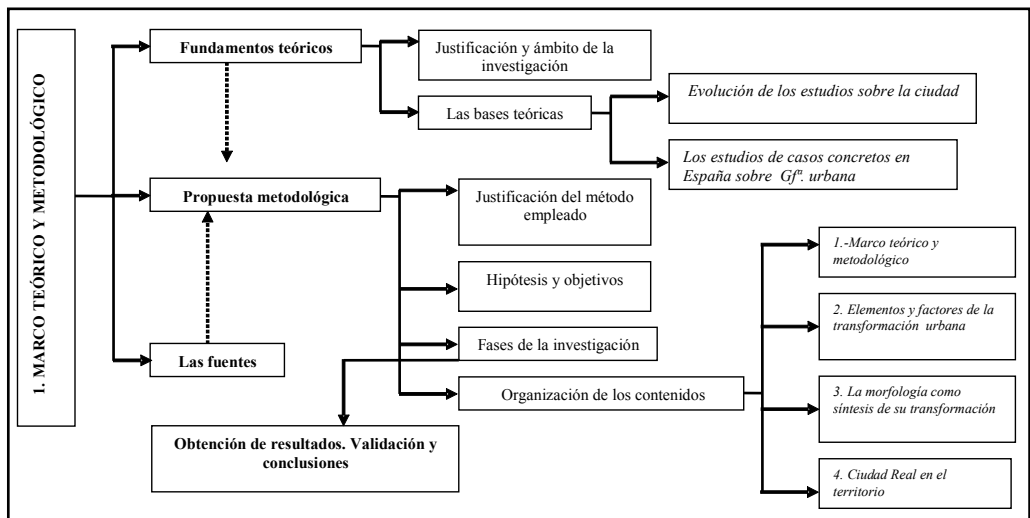 1. MARCO TEÓRICO Y METODOLÓGICO
Fundamentos teóricos
Justificación y ámbito de la
investigación
Las bases teóricas
Evolución de los estudios sobre la ciudad
Los estudios de casos concretos en
España sobre Gfª. urbana
Propuesta metodológica
Justificación del método
empleado
Hipótesis y objetivos
Fases de la investigación
Organización de los contenidos
1.-Marco teórico y
metodológico
2. Elementos y factores de la
transformación urbana
3. La morfología como
síntesis de su transformación
4. Ciudad Real en el
territorio
Las fuentes
Obtención de resultados. Validación y
conclusiones